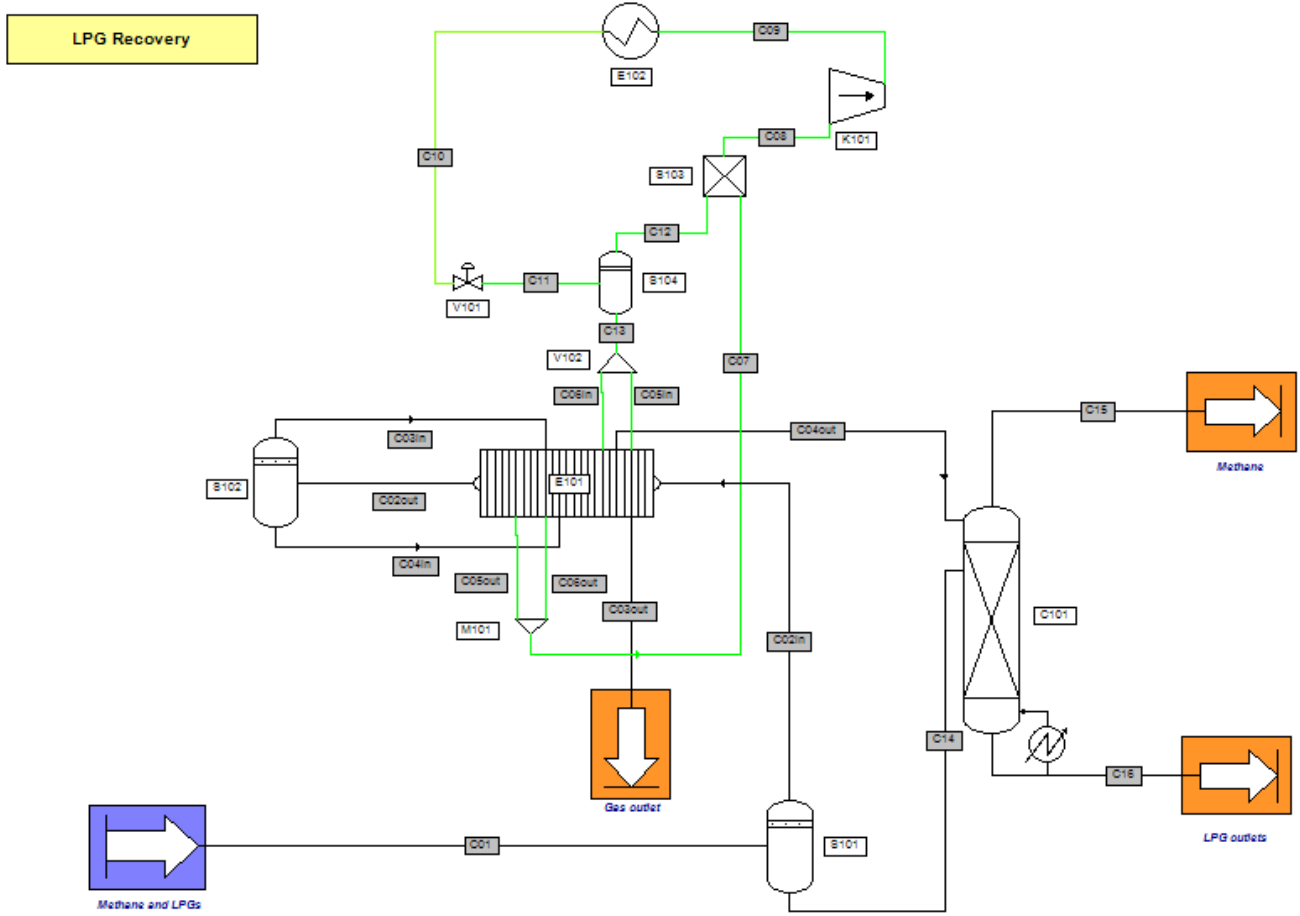 LPG Recovery
C09
E102
K101
C08
C10
S103
C12
C11
S104
V101
C13
V102
C07
C06in
C05in
C15
C04out
C03in
Methane
E101
S102
C02out
C04in
C05out
C06out
C03out
C101
M101
C02in
C14
C16
Gas outlet
LPG outlets
C01
S101
Methane and LPGs